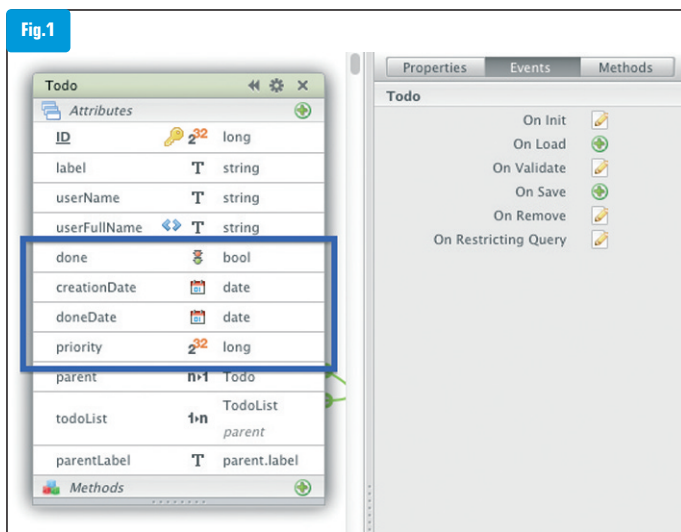 Fig.1
Todo
Attributes
ID 232 long
label T string
userName T string
userFullName T string
done bool
creationDate 01 date
doneDate 01 date
priority 232 long
parent n▸1 Todo
todoList 1▸n TodoList
parent
parentLabel T parent.label
Methods
Properties Events Methods
Todo
On Init
On Load
On Validate
On Save
On Remove
On Restricting Query